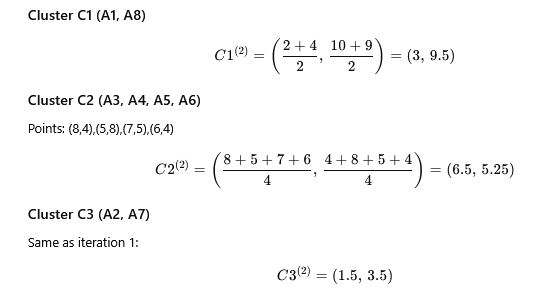 Cluster C1 (A1, A8)
C1^{(2)} = \left( \frac{2+4}{2}, \frac{10+9}{2} \right) = (3, 9.5)
Cluster C2 (A3, A4, A5, A6)
Points: (8,4),(5,8),(7,5),(6,4)
C2^{(2)} = \left( \frac{8+5+7+6}{4}, \frac{4+8+5+4}{4} \right) = (6.5, 5.25)
Cluster C3 (A2, A7)
Same as iteration 1:
C3^{(2)} = (1.5, 3.5)